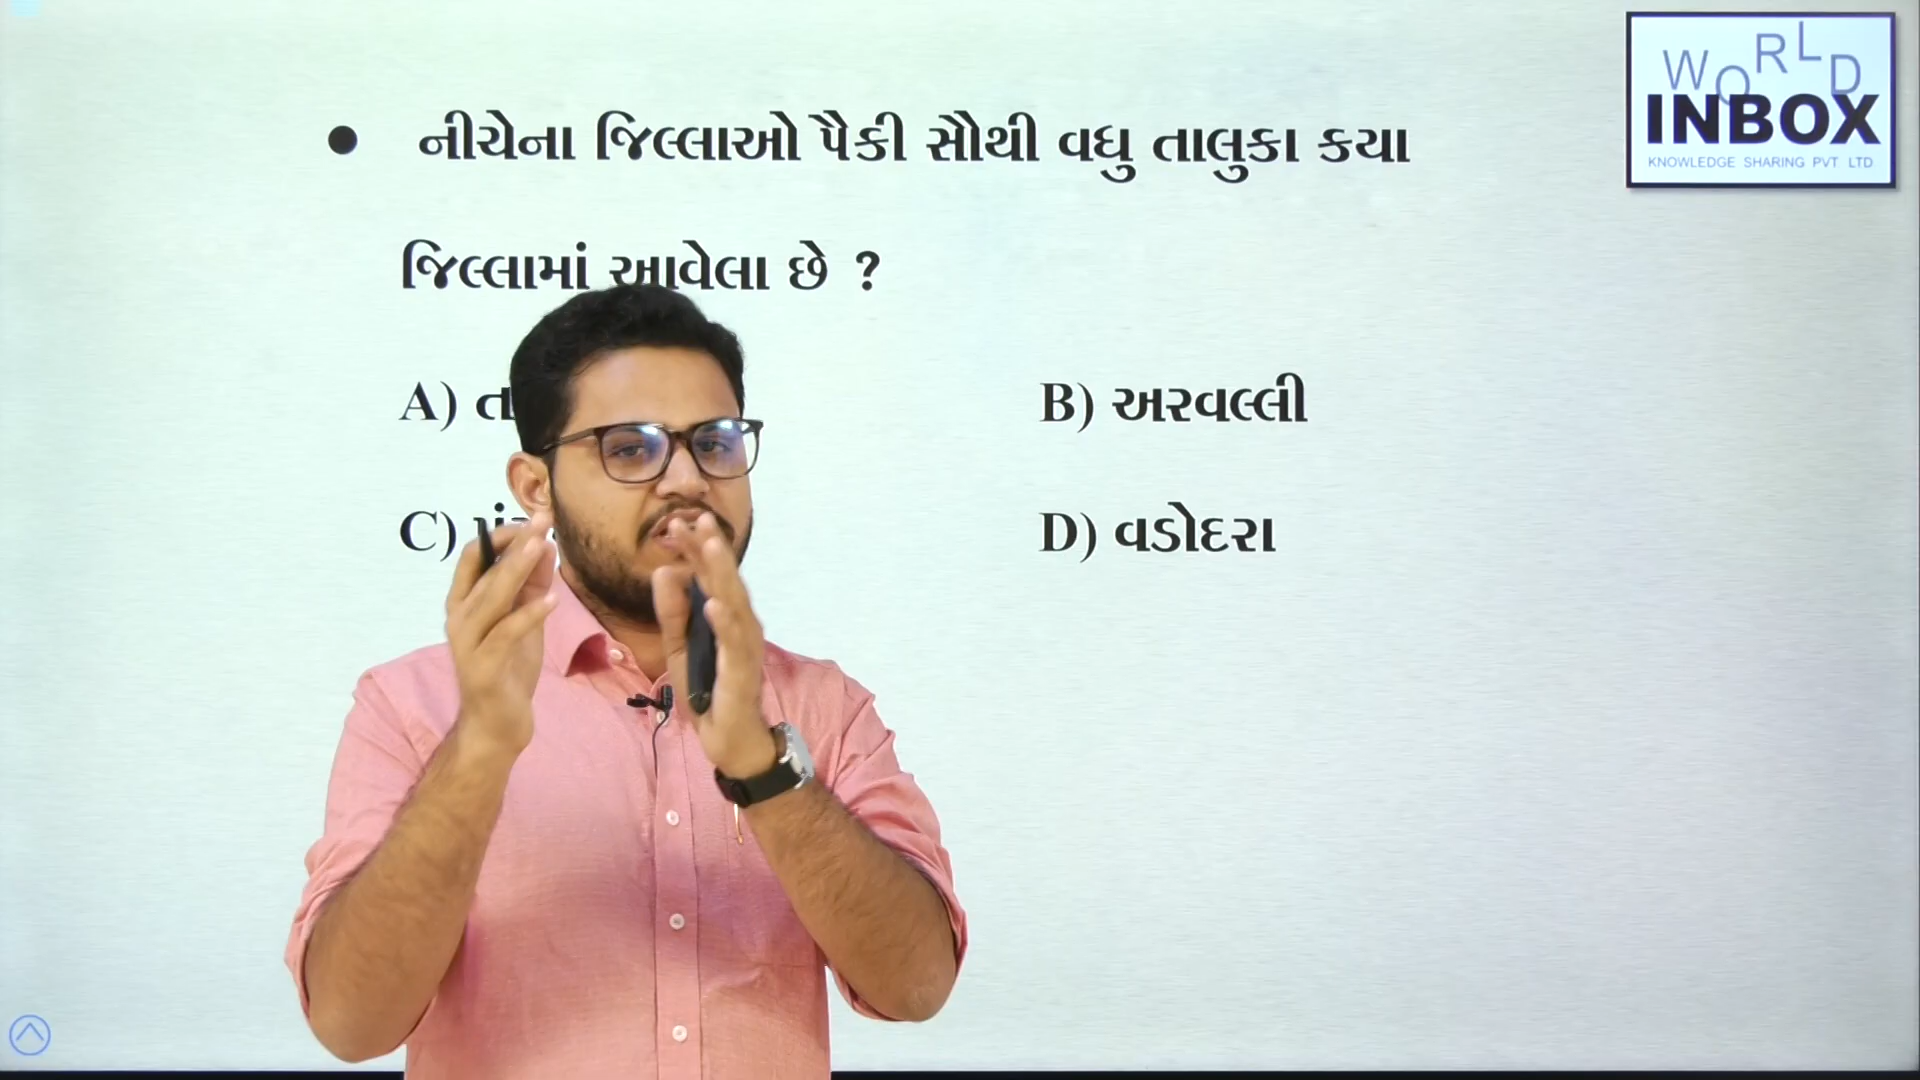 • નીચેના જિલ્લાઓ પૈકી સૌથી વધુ તાલુકા કયા
જિલ્લામાં આવેલા છે ?
A)
B) અરવલ્લી
C)
D) વડોદરા
WORLD
INBOX
KNOWLEDGE SHARING PVT LTD